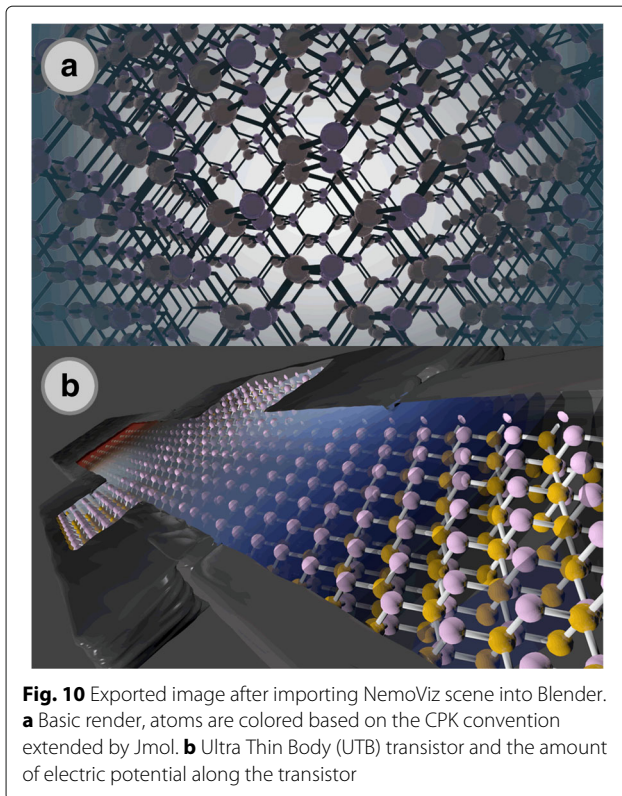 a
b
Fig. 10 Exported image after importing NemoViz scene into Blender.
a Basic render, atoms are colored based on the CPK convention
extended by Jmol. b Ultra Thin Body (UTB) transistor and the amount
of electric potential along the transistor